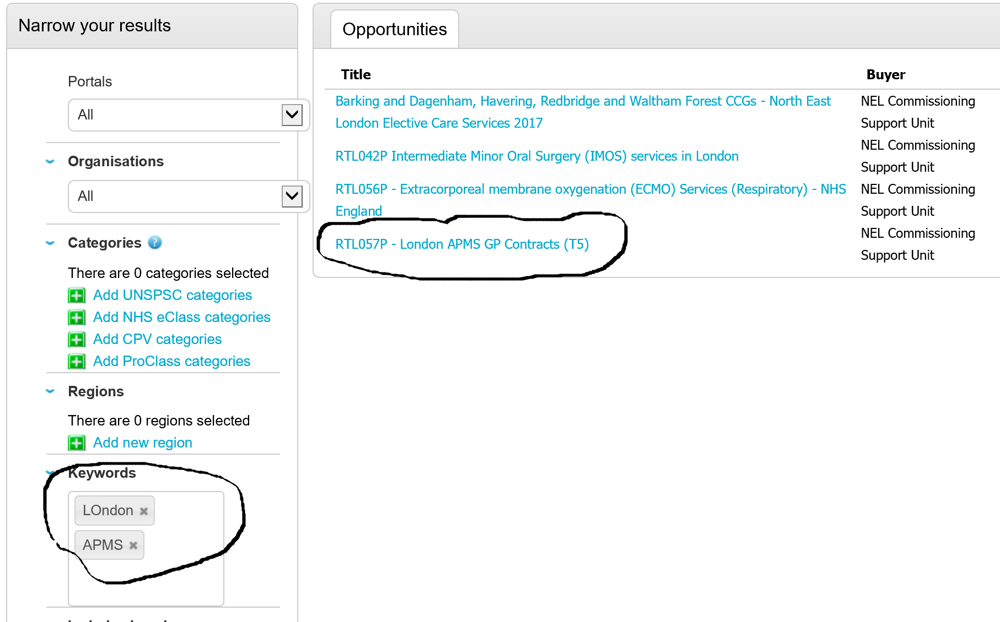 Narrow your results
Portals
All
Organisations
All
Categories ?
There are 0 categories selected
Add UNSPSC categories
Add NHS eClass categories
Add CPV categories
Add ProClass categories
Regions
There are 0 regions selected
Add new region
Keywords
LOndon
APMS
Opportunities
Title Buyer
Barking and Dagenham, Havering, Redbridge and Waltham Forest CCGs - North East
London Elective Care Services 2017
NEL Commissioning
Support Unit
RTL042P Intermediate Minor Oral Surgery (IMOS) services in London
NEL Commissioning
Support Unit
RTL056P - Extracorporeal membrane oxygenation (ECMO) Services (Respiratory) - NHS
England
NEL Commissioning
Support Unit
RTL057P - London APMS GP Contracts (T5)
NEL Commissioning
Support Unit